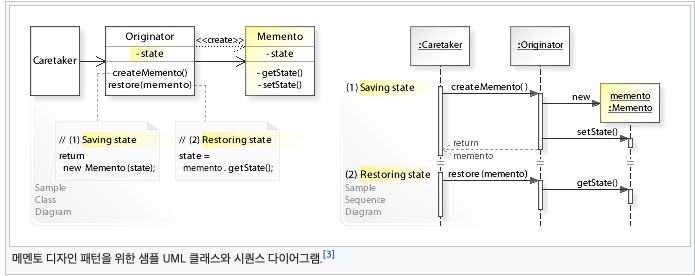 Caretaker
Originator
- state
createMemento()
restore(memento)
<<create>>
Memento
- state
- getState()
- setState()
// (1) Saving state
return
new Memento (state);
// (2) Restoring state
state =
memento . getState();
Sample
Class
Diagram
:Caretaker
:Originator
(1) Saving state
createMemento( )
new
memento
:Memento
setState()
return
memento
(2) Restoring state
restore (memento)
getState()
Sample
Sequence
Diagram
메멘토 디자인 패턴을 위한 샘플 UML 클래스와 시퀀스 다이어그램.[3]